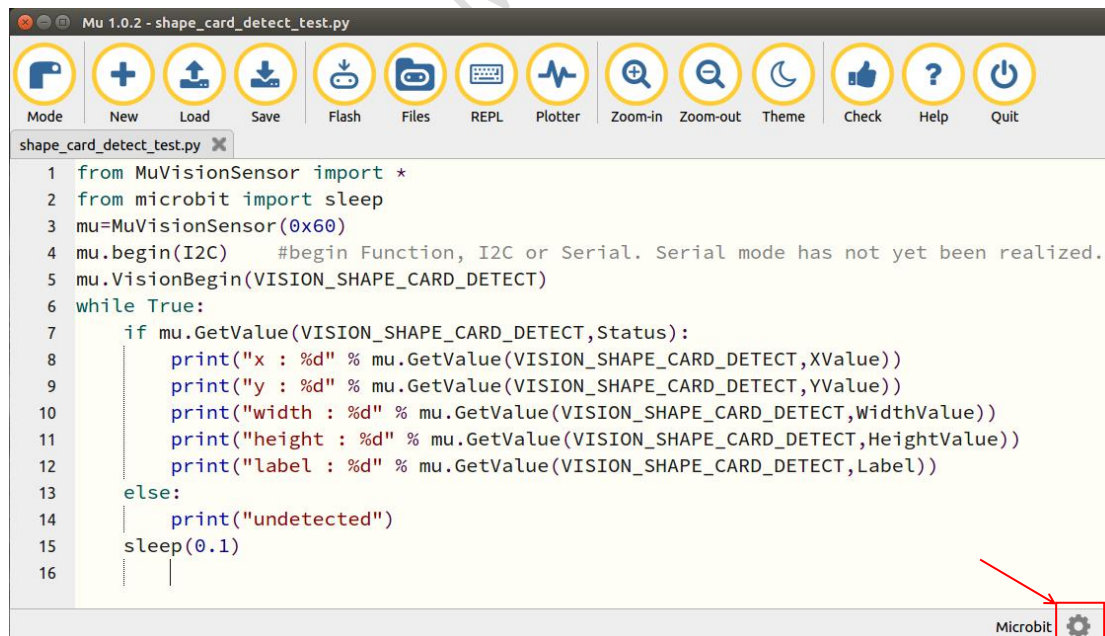 Mu 1.0.2 - shape_card_detect_test.py
Mode New Load Save Flash Files REPL Plotter Zoom-in Zoom-out Theme Check Help Quit
shape_card_detect_test.py
1 from MuVisionSensor import *
2 from microbit import sleep
3 mu=MuVisionSensor(0x60)
4 mu.begin(I2C)    #begin Function, I2C or Serial. Serial mode has not yet been realized.
5 mu.VisionBegin(VISION_SHAPE_CARD_DETECT)
6 while True:
7     if mu.GetValue(VISION_SHAPE_CARD_DETECT,Status):
8         print("x : %d" % mu.GetValue(VISION_SHAPE_CARD_DETECT,XValue))
9         print("y : %d" % mu.GetValue(VISION_SHAPE_CARD_DETECT,YValue))
10         print("width : %d" % mu.GetValue(VISION_SHAPE_CARD_DETECT,WidthValue))
11         print("height : %d" % mu.GetValue(VISION_SHAPE_CARD_DETECT,HeightValue))
12         print("label : %d" % mu.GetValue(VISION_SHAPE_CARD_DETECT,Label))
13     else:
14         print("undetected")
15     sleep(0.1)
16
Microbit